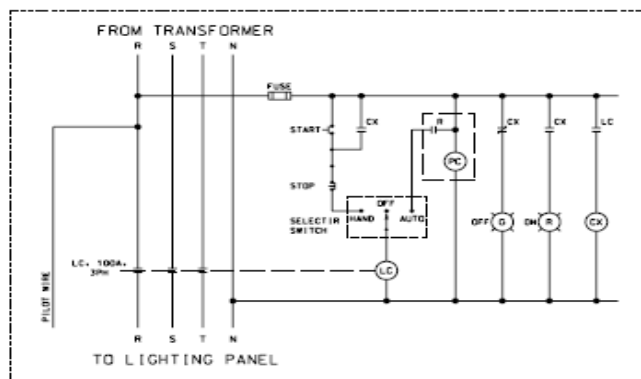 FROM TRANSFORMER
R S T N
FUSE
START
CX
R
PC
CX
CX
LC
STOP
OFF
SELECTIR
SWITCH
HAND
AUTO
OFF
G
ON
R
CX
LC. 100A.
3PH
LC
PILOT WIRE
R S T N
TO LIGHTING PANEL